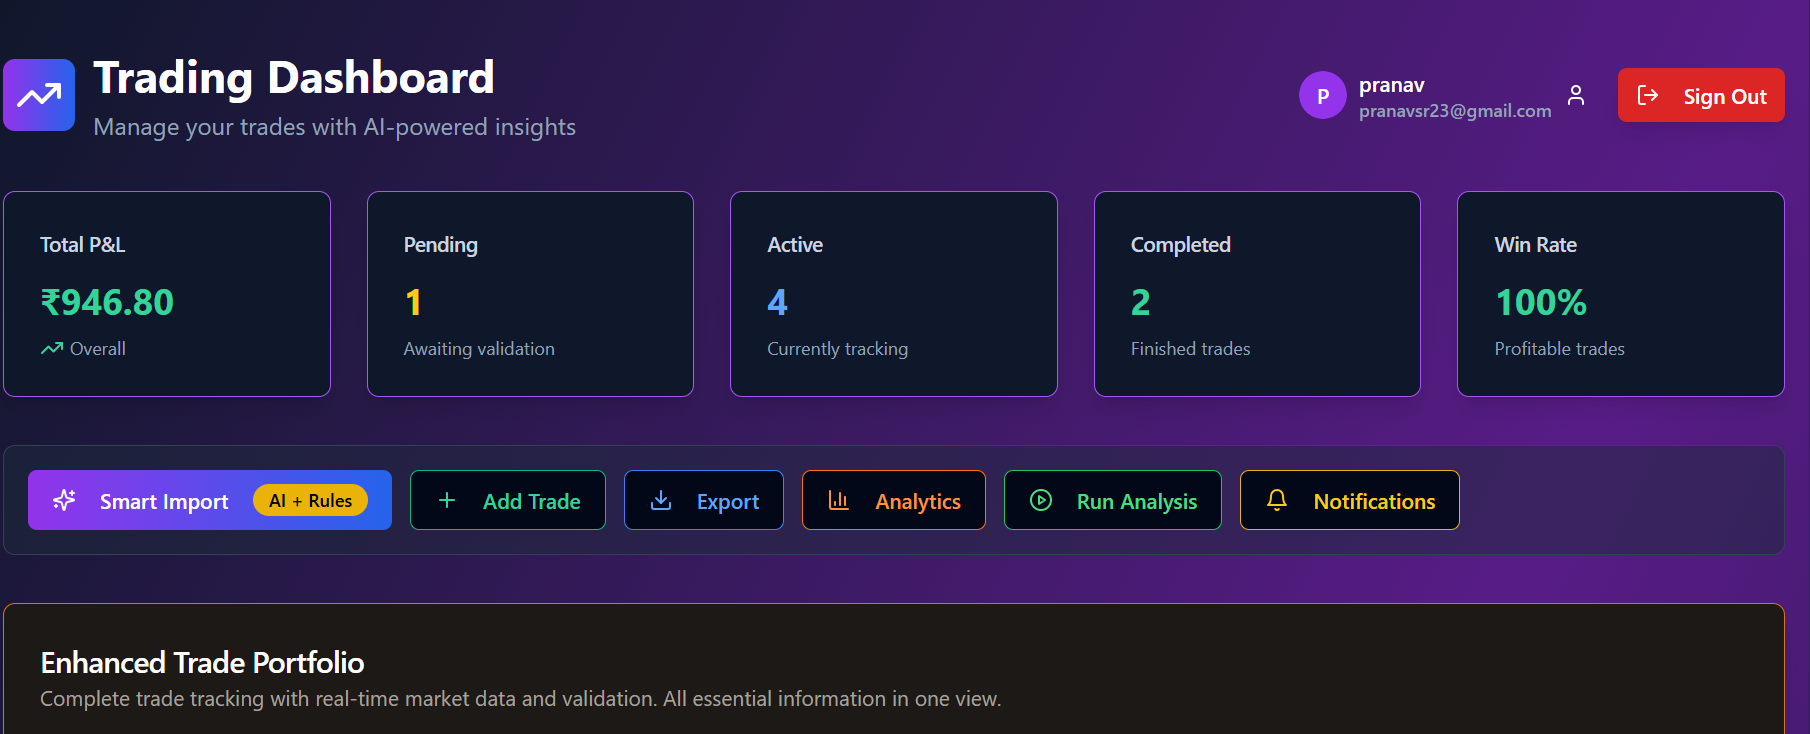 Trading Dashboard
Manage your trades with AI-powered insights
P
pranav
pranavsr23@gmail.com
Sign Out
Total P&L
₹946.80
Overall
Pending
1
Awaiting validation
Active
4
Currently tracking
Completed
2
Finished trades
Win Rate
100%
Profitable trades
Smart Import AI + Rules
Add Trade
Export
Analytics
Run Analysis
Notifications
Enhanced Trade Portfolio
Complete trade tracking with real-time market data and validation. All essential information in one view.